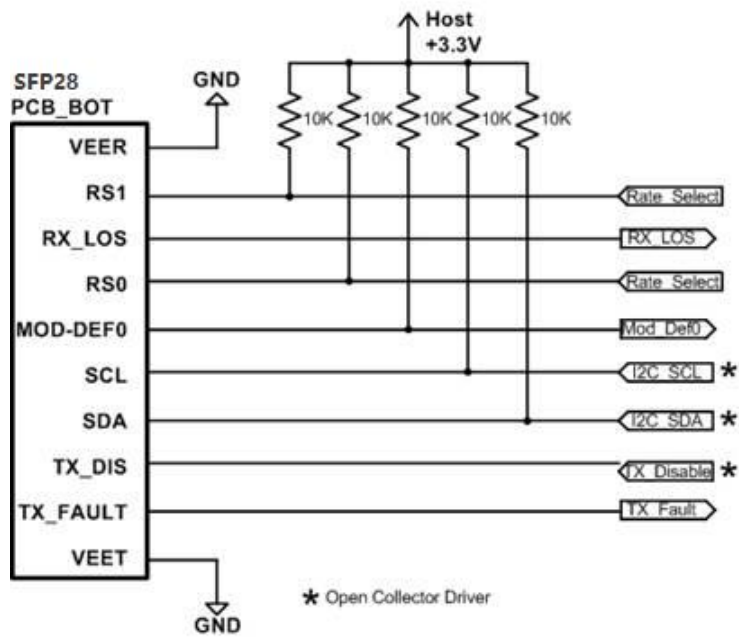 Host
+3.3V
SFP28
PCB_BOT
GND
10K 10K 10K 10K 10K
VEER
RS1 Rate_Select
RX_LOS RX_LOS
RS0 Rate_Select
MOD-DEF0 Mod_Def0
SCL I2C_SCL *
SDA I2C_SDA *
TX_DIS TX_Disable *
TX_FAULT TX_Fault
VEET
* Open Collector Driver
GND